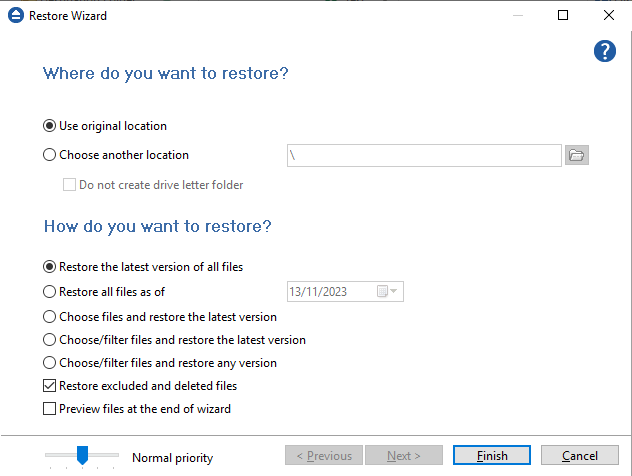 Restore Wizard
?
Where do you want to restore?
Use original location
Choose another location
\
Do not create drive letter folder
How do you want to restore?
Restore the latest version of all files
Restore all files as of
13/11/2023
Choose files and restore the latest version
Choose/filter files and restore the latest version
Choose/filter files and restore any version
Restore excluded and deleted files
Preview files at the end of wizard
Normal priority
< Previous
Next >
Finish
Cancel